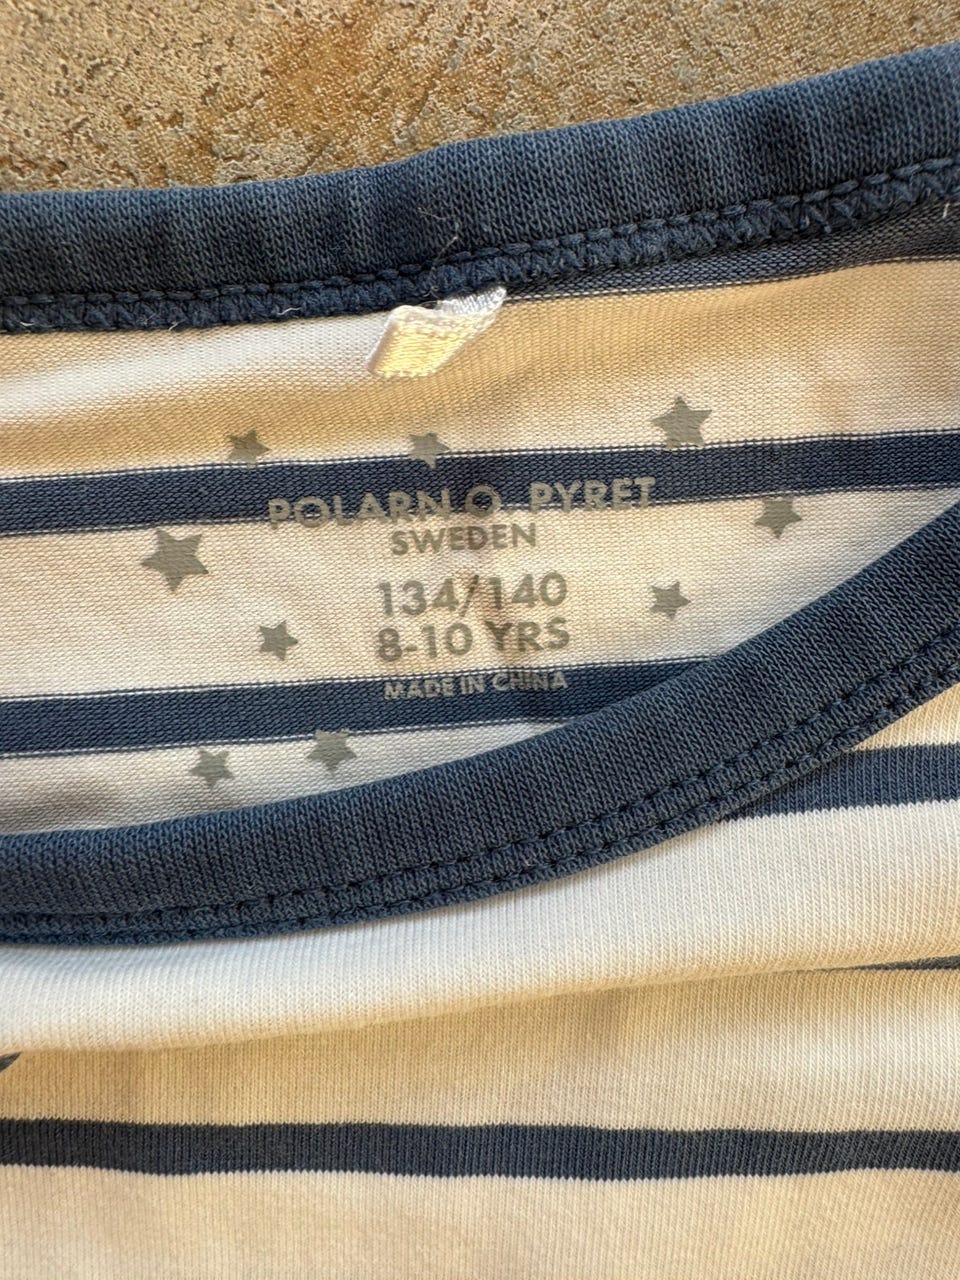 POLARN O. PYRET
SWEDEN
134/140
8-10 YRS
MADE IN CHINA